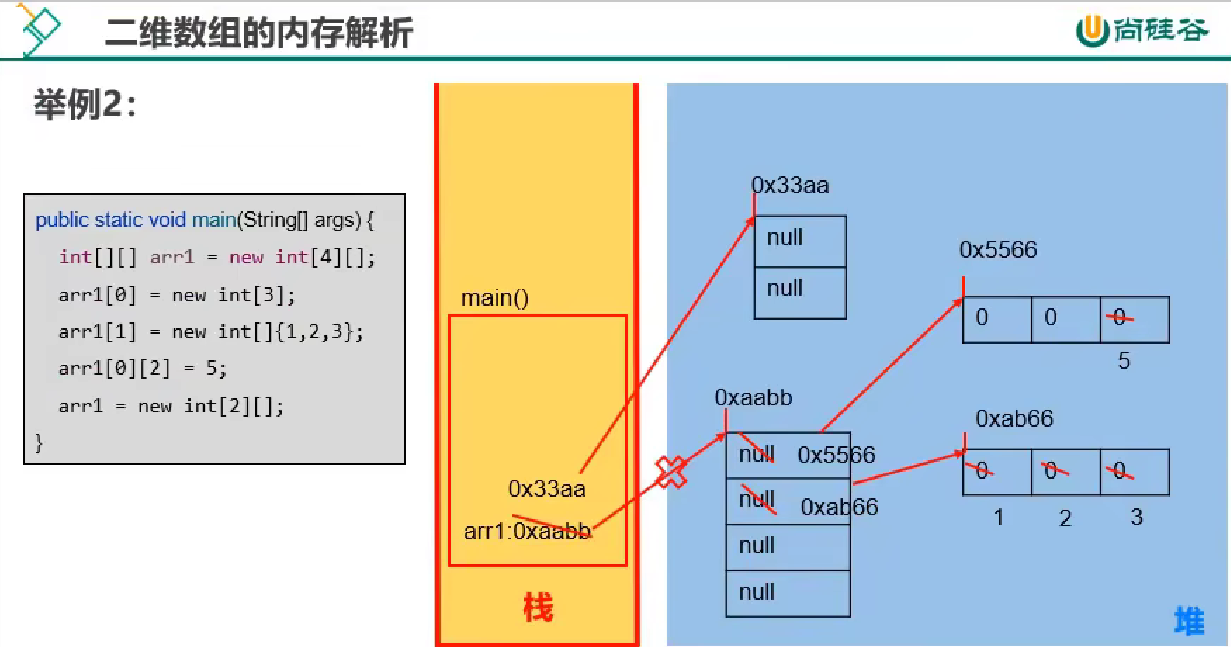 二维数组的内存解析
尚硅谷
举例2：
public static void main(String[] args) {
int[][] arr1 = new int[4][];
arr1[0] = new int[3];
arr1[1] = new int[]{1,2,3};
arr1[0][2] = 5;
arr1 = new int[2][];
}
main()
0x33aa
arr1:0xaabb
栈
0x33aa
null
null
0xaabb
null 0x5566
null 0xab66
null
null
0x5566
0 0 0
5
0xab66
0 0 0
1 2 3
堆